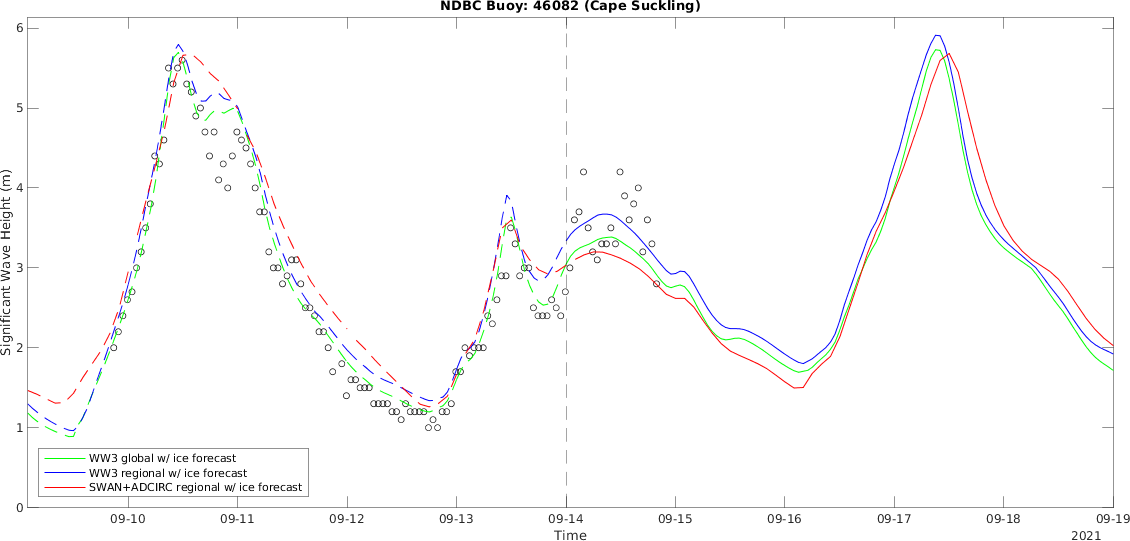 NDBC Buoy: 46082 (Cape Suckling)
6
5
4
3
2
1
0
Significant Wave Height (m)
WW3 global w/ ice forecast
WW3 regional w/ ice forecast
SWAN+ADCIRC regional w/ ice forecast
09-10 09-11 09-12 09-13 09-14 09-15 09-16 09-17 09-18 09-19
Time
2021